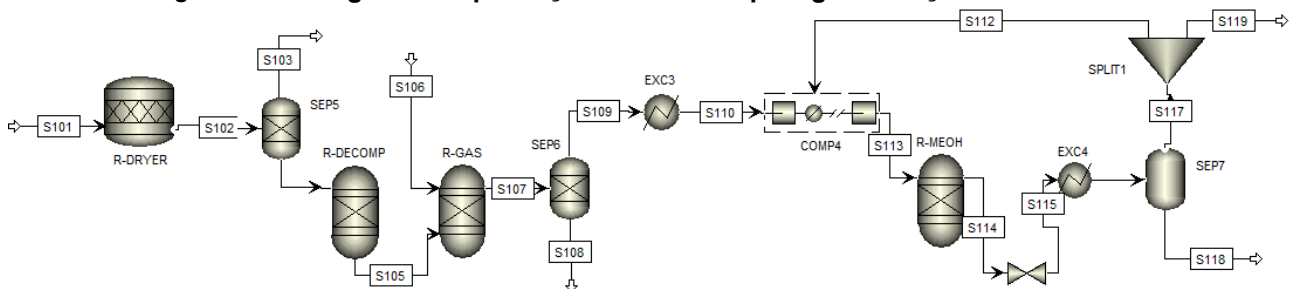 S112
S119
S103
S106
SEP5
EXC3
SPLIT1
S101
S102
S109
S110
S117
R-DRYER
R-DECOMP
R-GAS
SEP6
COMP4
S113
R-MEOH
EXC4
SEP7
S107
S115
S114
S105
S108
S118